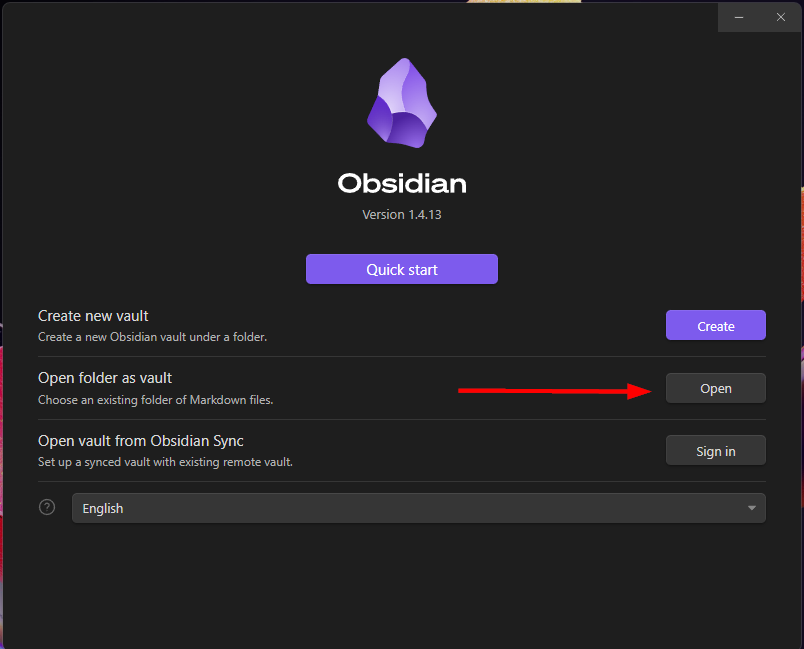 Obsidian
Version 1.4.13
Quick start
Create new vault
Create a new Obsidian vault under a folder.
Create
Open folder as vault
Choose an existing folder of Markdown files.
Open
Open vault from Obsidian Sync
Set up a synced vault with existing remote vault.
Sign in
?
English